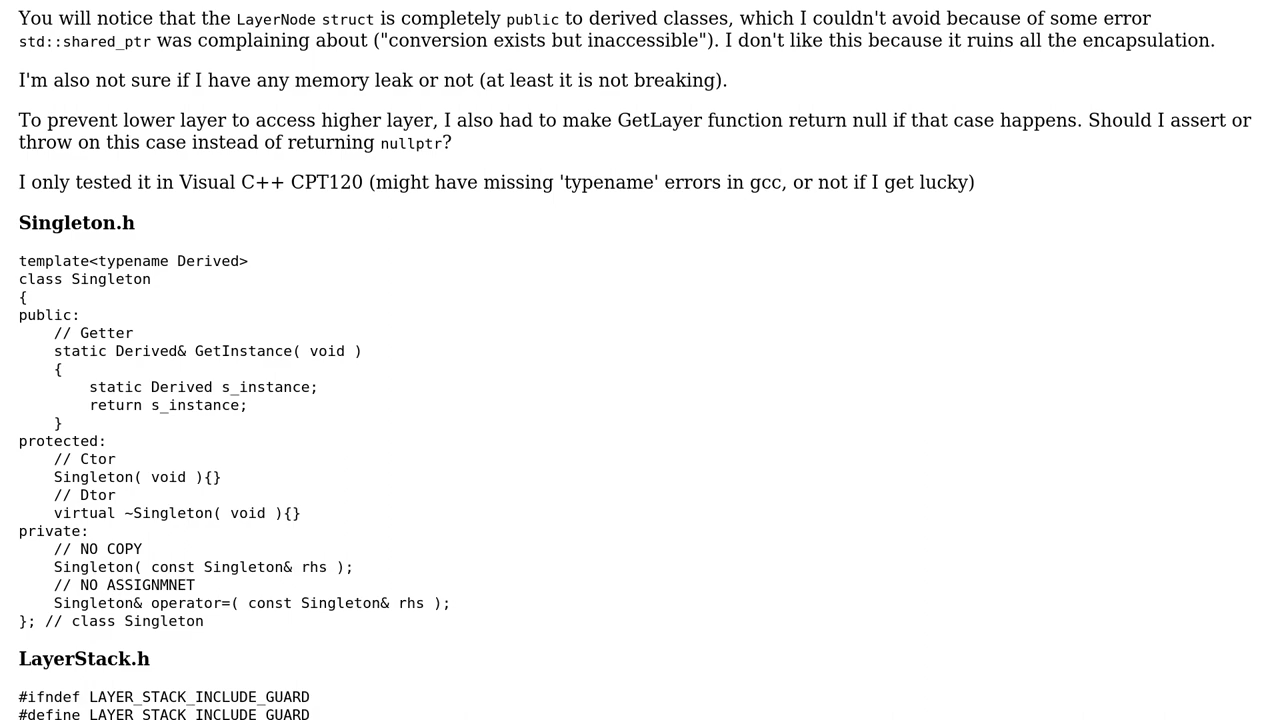 You will notice that the LayerNode struct is completely public to derived classes, which I couldn't avoid because of some error
std::shared_ptr was complaining about ("conversion exists but inaccessible"). I don't like this because it ruins all the encapsulation.
I'm also not sure if I have any memory leak or not (at least it is not breaking).
To prevent lower layer to access higher layer, I also had to make GetLayer function return null if that case happens. Should I assert or
throw on this case instead of returning nullptr?
I only tested it in Visual C++ CPT120 (might have missing 'typename' errors in gcc, or not if I get lucky)
Singleton.h
template<typename Derived>
class Singleton
{
public:
    // Getter
    static Derived& GetInstance( void )
    {
        static Derived s_instance;
        return s_instance;
    }
protected:
    // Ctor
    Singleton( void ){}
    // Dtor
    virtual ~Singleton( void ){}
private:
    // NO COPY
    Singleton( const Singleton& rhs );
    // NO ASSIGNMNET
    Singleton& operator=( const Singleton& rhs );
}; // class Singleton
LayerStack.h
#ifndef LAYER_STACK_INCLUDE_GUARD
#define LAYER_STACK_INCLUDE_GUARD